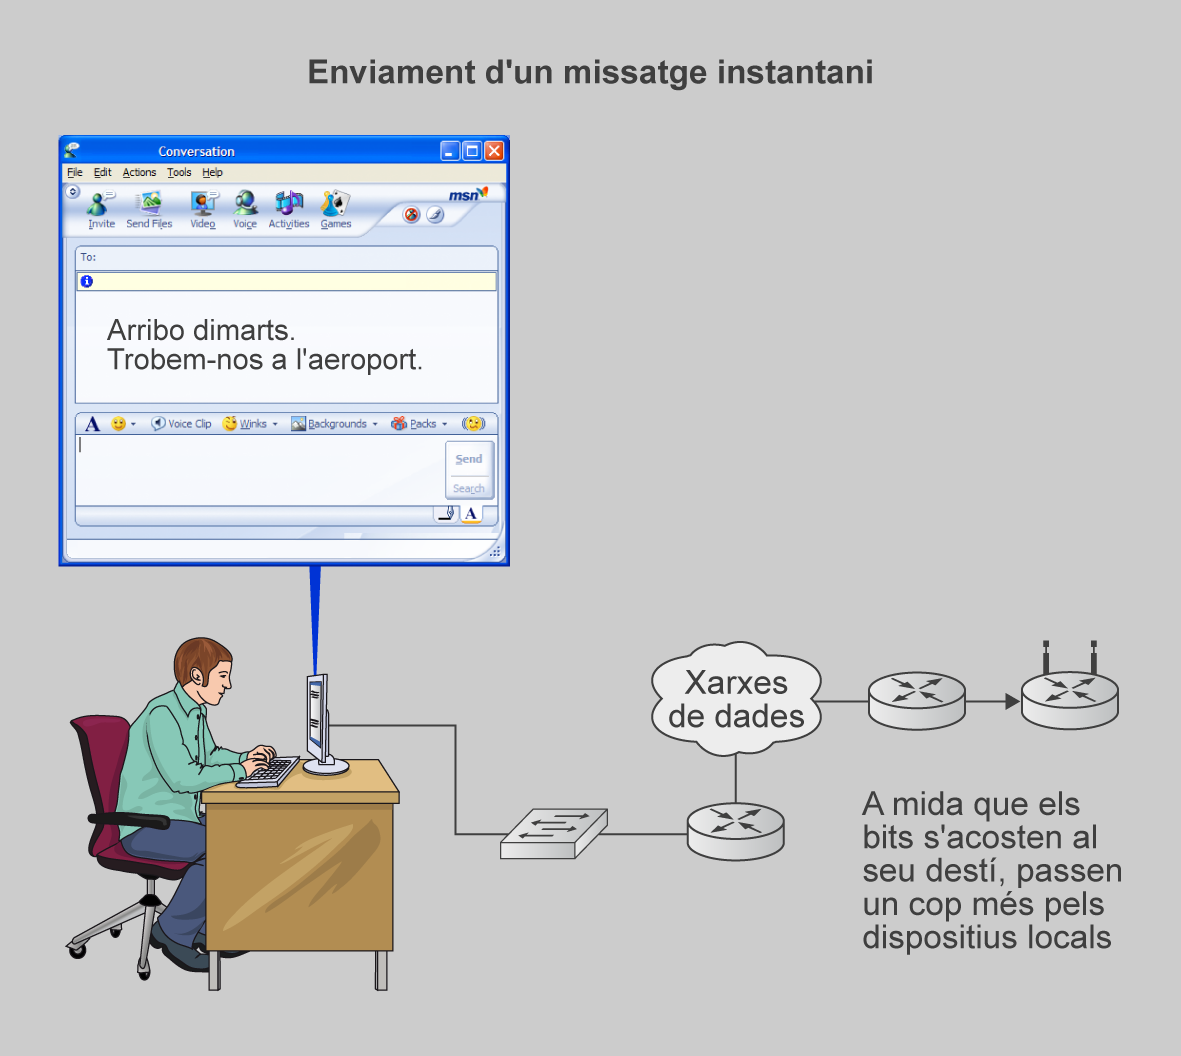 Enviament d'un missatge instantani
Conversation
File Edit Actions Tools Help
msn
Invite Send Files Video Voice Activities Games
To:
Arribo dimarts.
Trobem-nos a l'aeroport.
A Voice Clip Winks Backgrounds Packs
Send
Search
A
Xarxes
de dades
A mida que els
bits s'acosten al
seu destí, passen
un cop més pels
dispositius locals